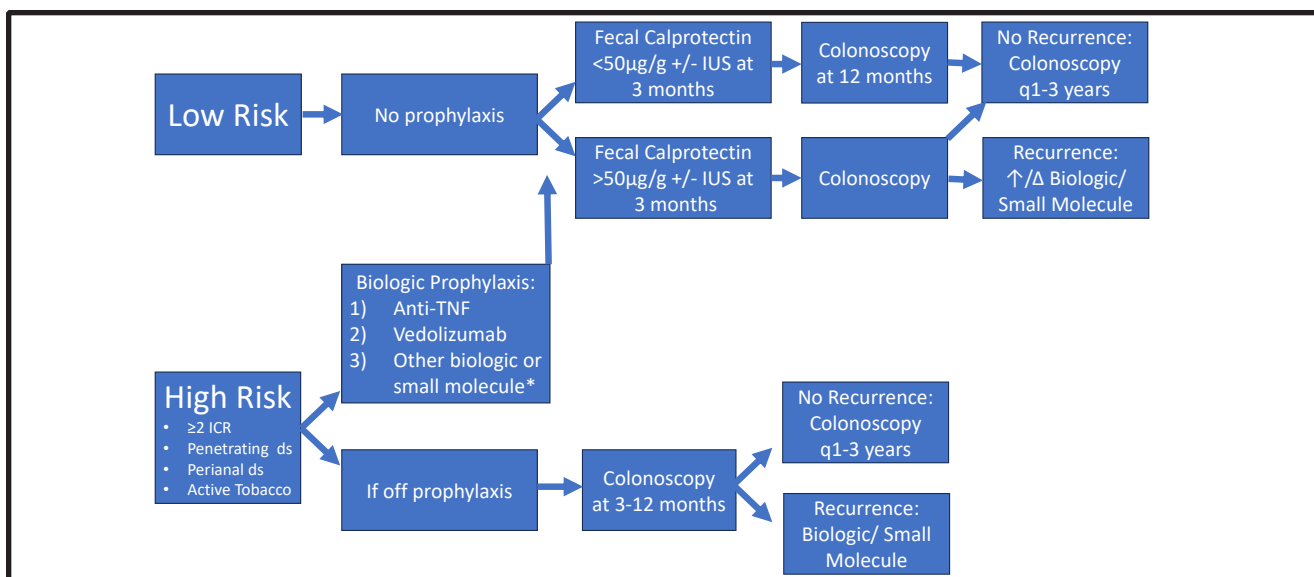 Low Risk
No prophylaxis
Fecal Calprotectin
<50µg/g +/- IUS at
3 months
Colonoscopy
at 12 months
No Recurrence:
Colonoscopy
q1-3 years
Fecal Calprotectin
>50µg/g +/- IUS at
3 months
Colonoscopy
Recurrence:
↑/Δ Biologic/
Small Molecule
Biologic Prophylaxis:
1) Anti-TNF
2) Vedolizumab
3) Other biologic or
small molecule*
High Risk
• ≥2 ICR
• Penetrating ds
• Perianal ds
• Active Tobacco
If off prophylaxis
Colonoscopy
at 3-12 months
No Recurrence:
Colonoscopy
q1-3 years
Recurrence:
Biologic/ Small
Molecule